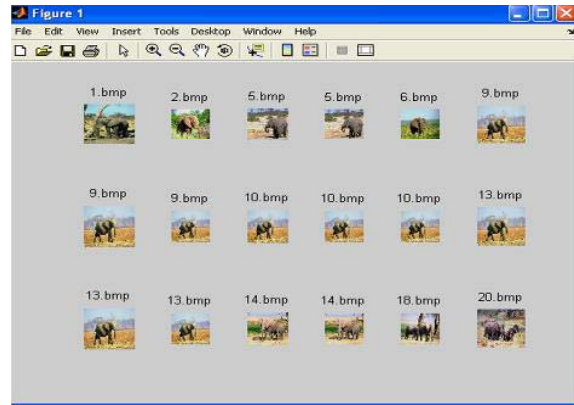 Figure 1
File Edit View Insert Tools Desktop Window Help
1.bmp 2.bmp 5.bmp 5.bmp 6.bmp 9.bmp
9.bmp 9.bmp 10.bmp 10.bmp 10.bmp 13.bmp
13.bmp 13.bmp 14.bmp 14.bmp 18.bmp 20.bmp